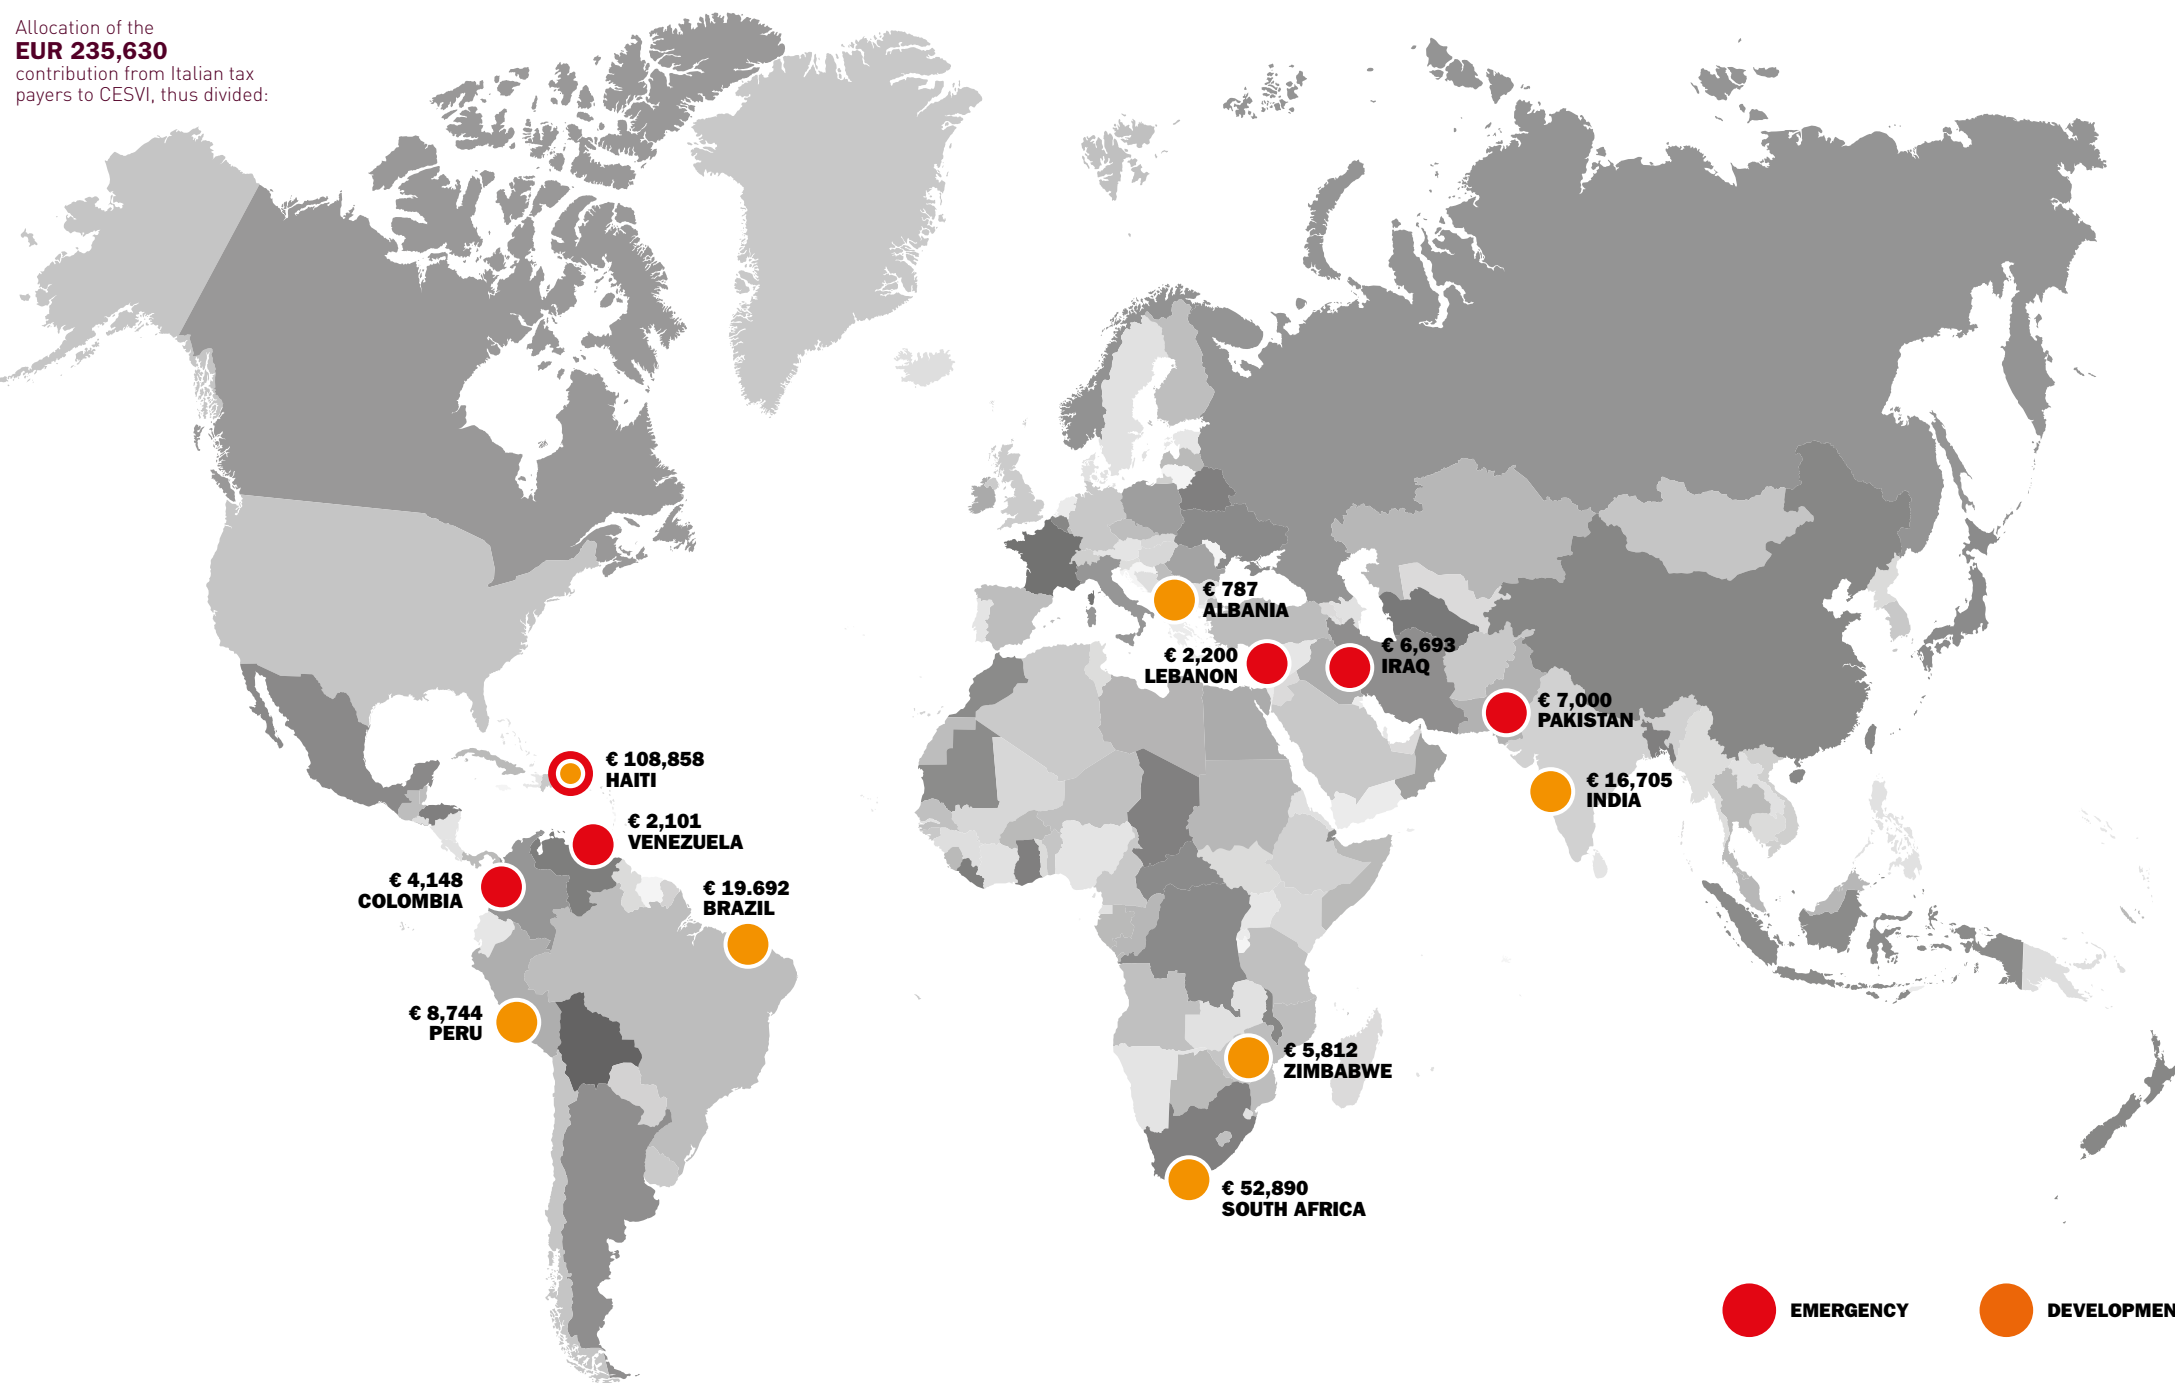 Allocation of the
EUR 235,630
contribution from Italian tax
payers to CESVI, thus divided:
€ 787
ALBANIA
€ 2,200
LEBANON
€ 6,693
IRAQ
€ 7,000
PAKISTAN
€ 16,705
INDIA
€ 108,858
HAITI
€ 2,101
VENEZUELA
€ 4,148
COLOMBIA
€ 19.692
BRAZIL
€ 8,744
PERU
€ 5,812
ZIMBABWE
€ 52,890
SOUTH AFRICA
EMERGENCY
DEVELOPMEN